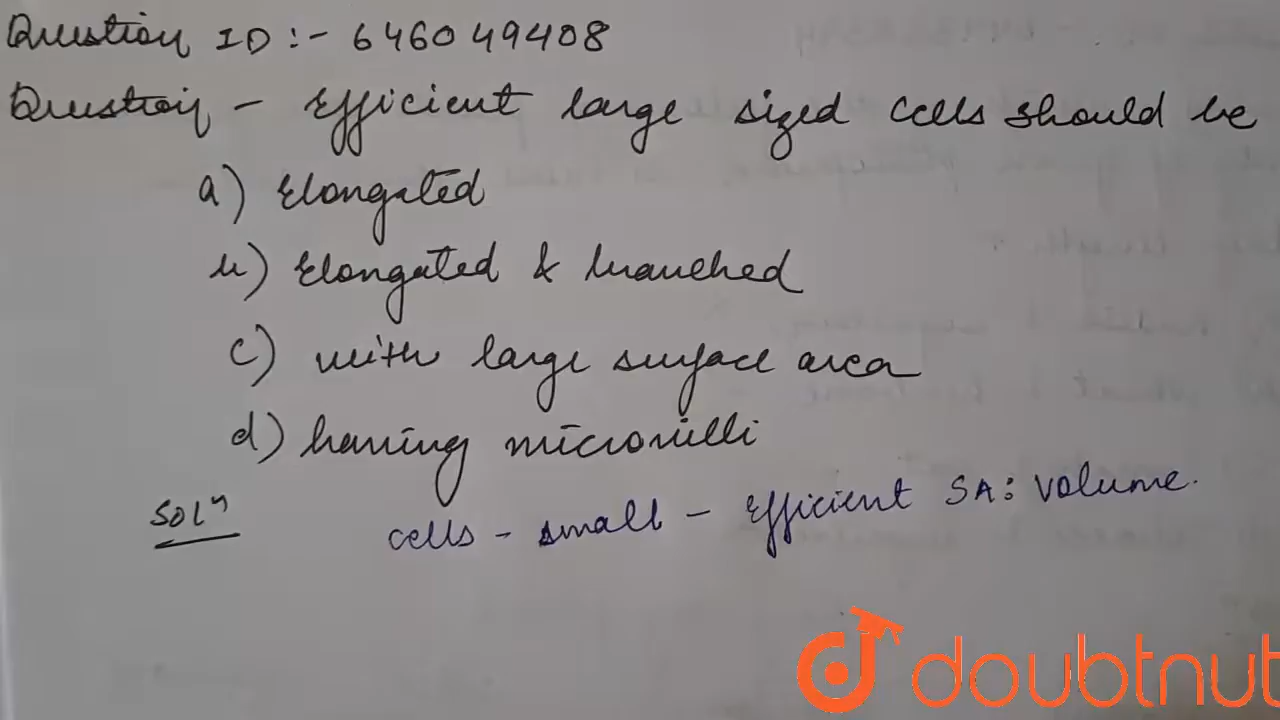 Question ID :- 646049408
Question - Efficient large sized cells should be
a) Elongated
b) Elongated & branched
c) with large surface area
d) having microvilli
Solⁿ
cells - small - Efficient SA: volume.
doubtnut